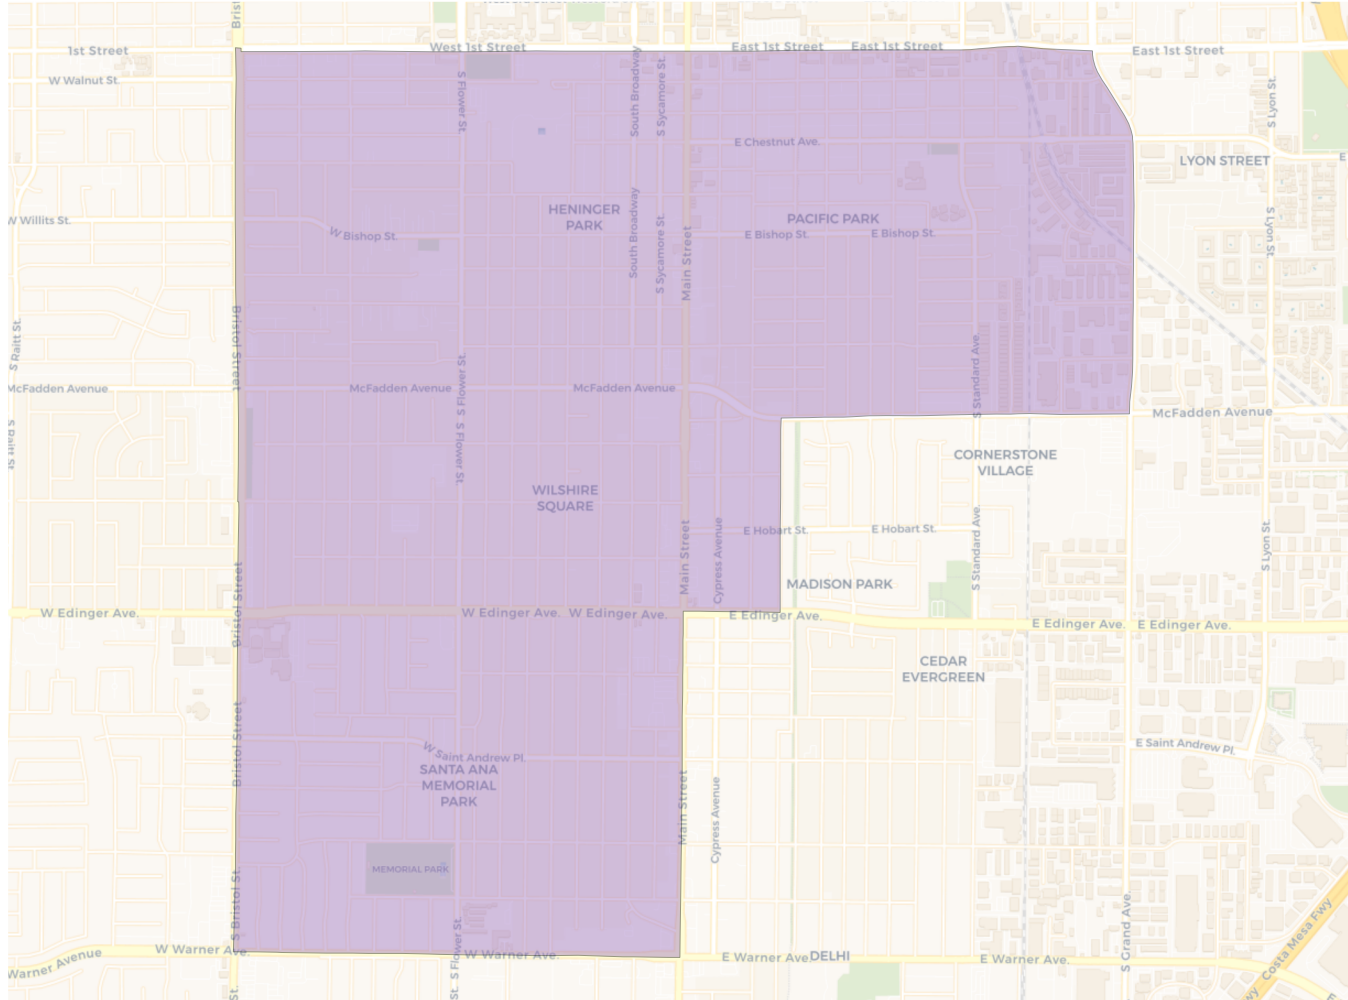 Brist
1st Street
West 1st Street
East 1st Street
East 1st Street
East 1st Street
W Walnut St.
S Flower St.
South Broadway
S Sycamore St.
S Lyon St.
E Chestnut Ave.
LYON STREET
E
W Willits St.
W Bishop St.
HENINGER
PARK
South Broadway
S Sycamore St.
Main Street
PACIFIC PARK
E Bishop St.
E Bishop St.
S Lyon St.
S Raitt St.
Bristol Street
S Flower St.
S Standard Ave.
McFadden Avenue
McFadden Avenue
McFadden Avenue
McFadden Avenue
S Raitt St.
S Flower St.
CORNERSTONE
VILLAGE
WILSHIRE
SQUARE
Main Street
Cypress Avenue
E Hobart St.
E Hobart St.
S Standard Ave.
S Lyon St.
Bristol Street
MADISON PARK
W Edinger Ave.
W Edinger Ave.
W Edinger Ave.
E Edinger Ave.
E Edinger Ave.
E Edinger Ave.
CEDAR
EVERGREEN
Bristol Street
W Saint Andrew Pl.
E Saint Andrew Pl.
SANTA ANA
MEMORIAL
PARK
Main Street
Cypress Avenue
MEMORIAL PARK
S Bristol St.
S Flower St.
S Grand Ave.
Costa Mesa Fwy
Warner Avenue
W Warner Ave.
W Warner Ave.
E Warner Ave.
DELHI
E Warner Ave.
St.
St.
wy
E